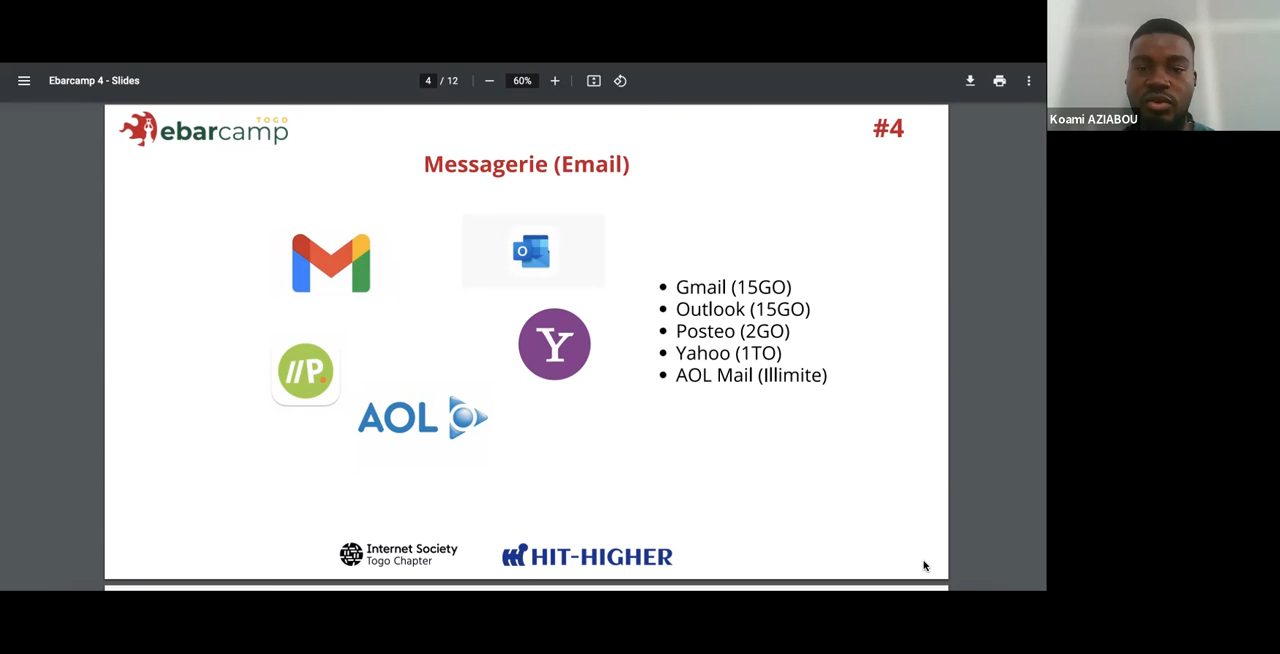 Ebarcamp 4 - Slides
4 / 12
60%
Koami AZIABOU
TOGO
ebarcamp
#4
Messagerie (Email)
O
Y
//P.
AOL
• Gmail (15GO)
• Outlook (15GO)
• Posteo (2GO)
• Yahoo (1TO)
• AOL Mail (Illimite)
Internet Society
Togo Chapter
HIT-HIGHER